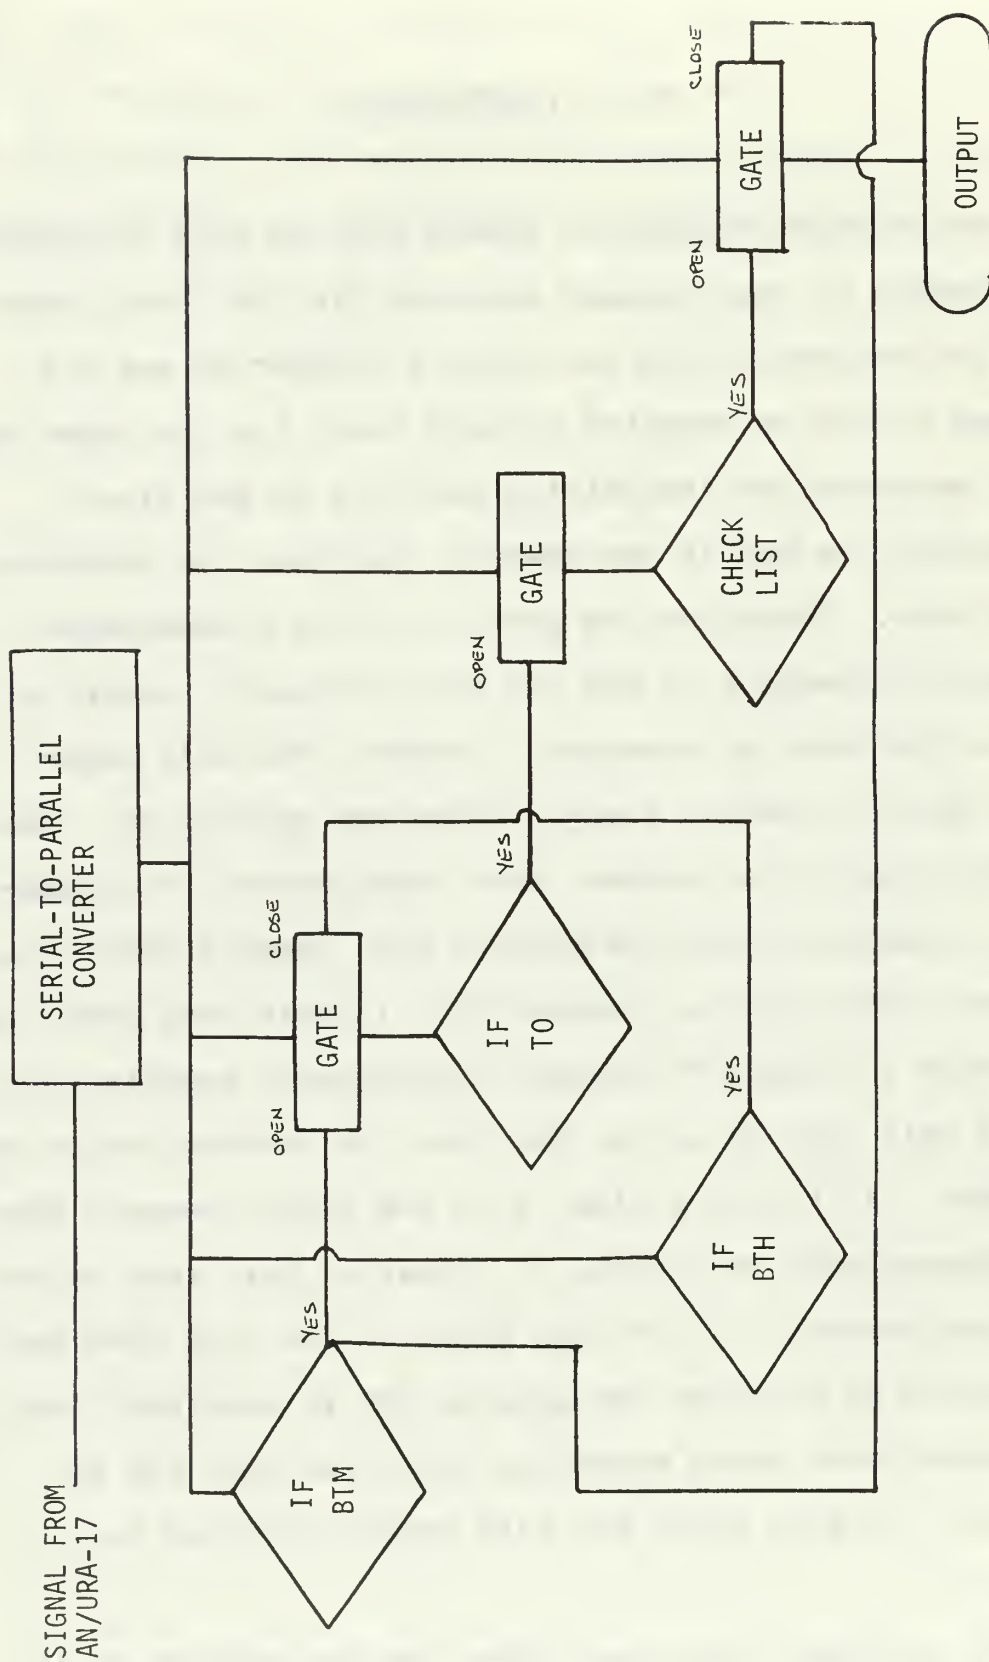 SIGNAL FROM
AN/URA-17
SERIAL-TO-PARALLEL
CONVERTER
IF
BTM
YES
OPEN
GATE
CLOSE
IF
TO
YES
IF
BTH
YES
OPEN
GATE
CHECK
LIST
YES
OPEN
GATE
CLOSE
OUTPUT